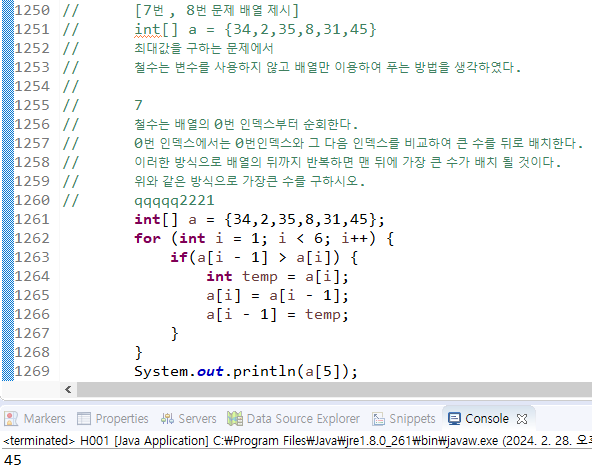 1250 //      [7번 , 8번 문제 배열 제시]
1251 //      int[] a = {34,2,35,8,31,45}
1252 //      최대값을 구하는 문제에서
1253 //      철수는 변수를 사용하지 않고 배열만 이용하여 푸는 방법을 생각하였다.
1254 //
1255 //      7
1256 //      철수는 배열의 0번 인덱스부터 순회한다.
1257 //      0번 인덱스에서는 0번인덱스와 그 다음 인덱스를 비교하여 큰 수를 뒤로 배치한다.
1258 //      이러한 방식으로 배열의 뒤까지 반복하면 맨 뒤에 가장 큰 수가 배치 될 것이다.
1259 //      위와 같은 방식으로 가장큰 수를 구하시오.
1260 //      qqqqq2221
1261         int[] a = {34,2,35,8,31,45};
1262         for (int i = 1; i < 6; i++) {
1263             if(a[i - 1] > a[i]) {
1264                 int temp = a[i];
1265                 a[i] = a[i - 1];
1266                 a[i - 1] = temp;
1267             }
1268         }
1269         System.out.println(a[5]);
Markers Properties Servers Data Source Explorer Snippets Console
<terminated> H001 [Java Application] C:₩Program Files₩Java₩jre1.8.0_261₩bin₩javaw.exe (2024. 2. 28.
45